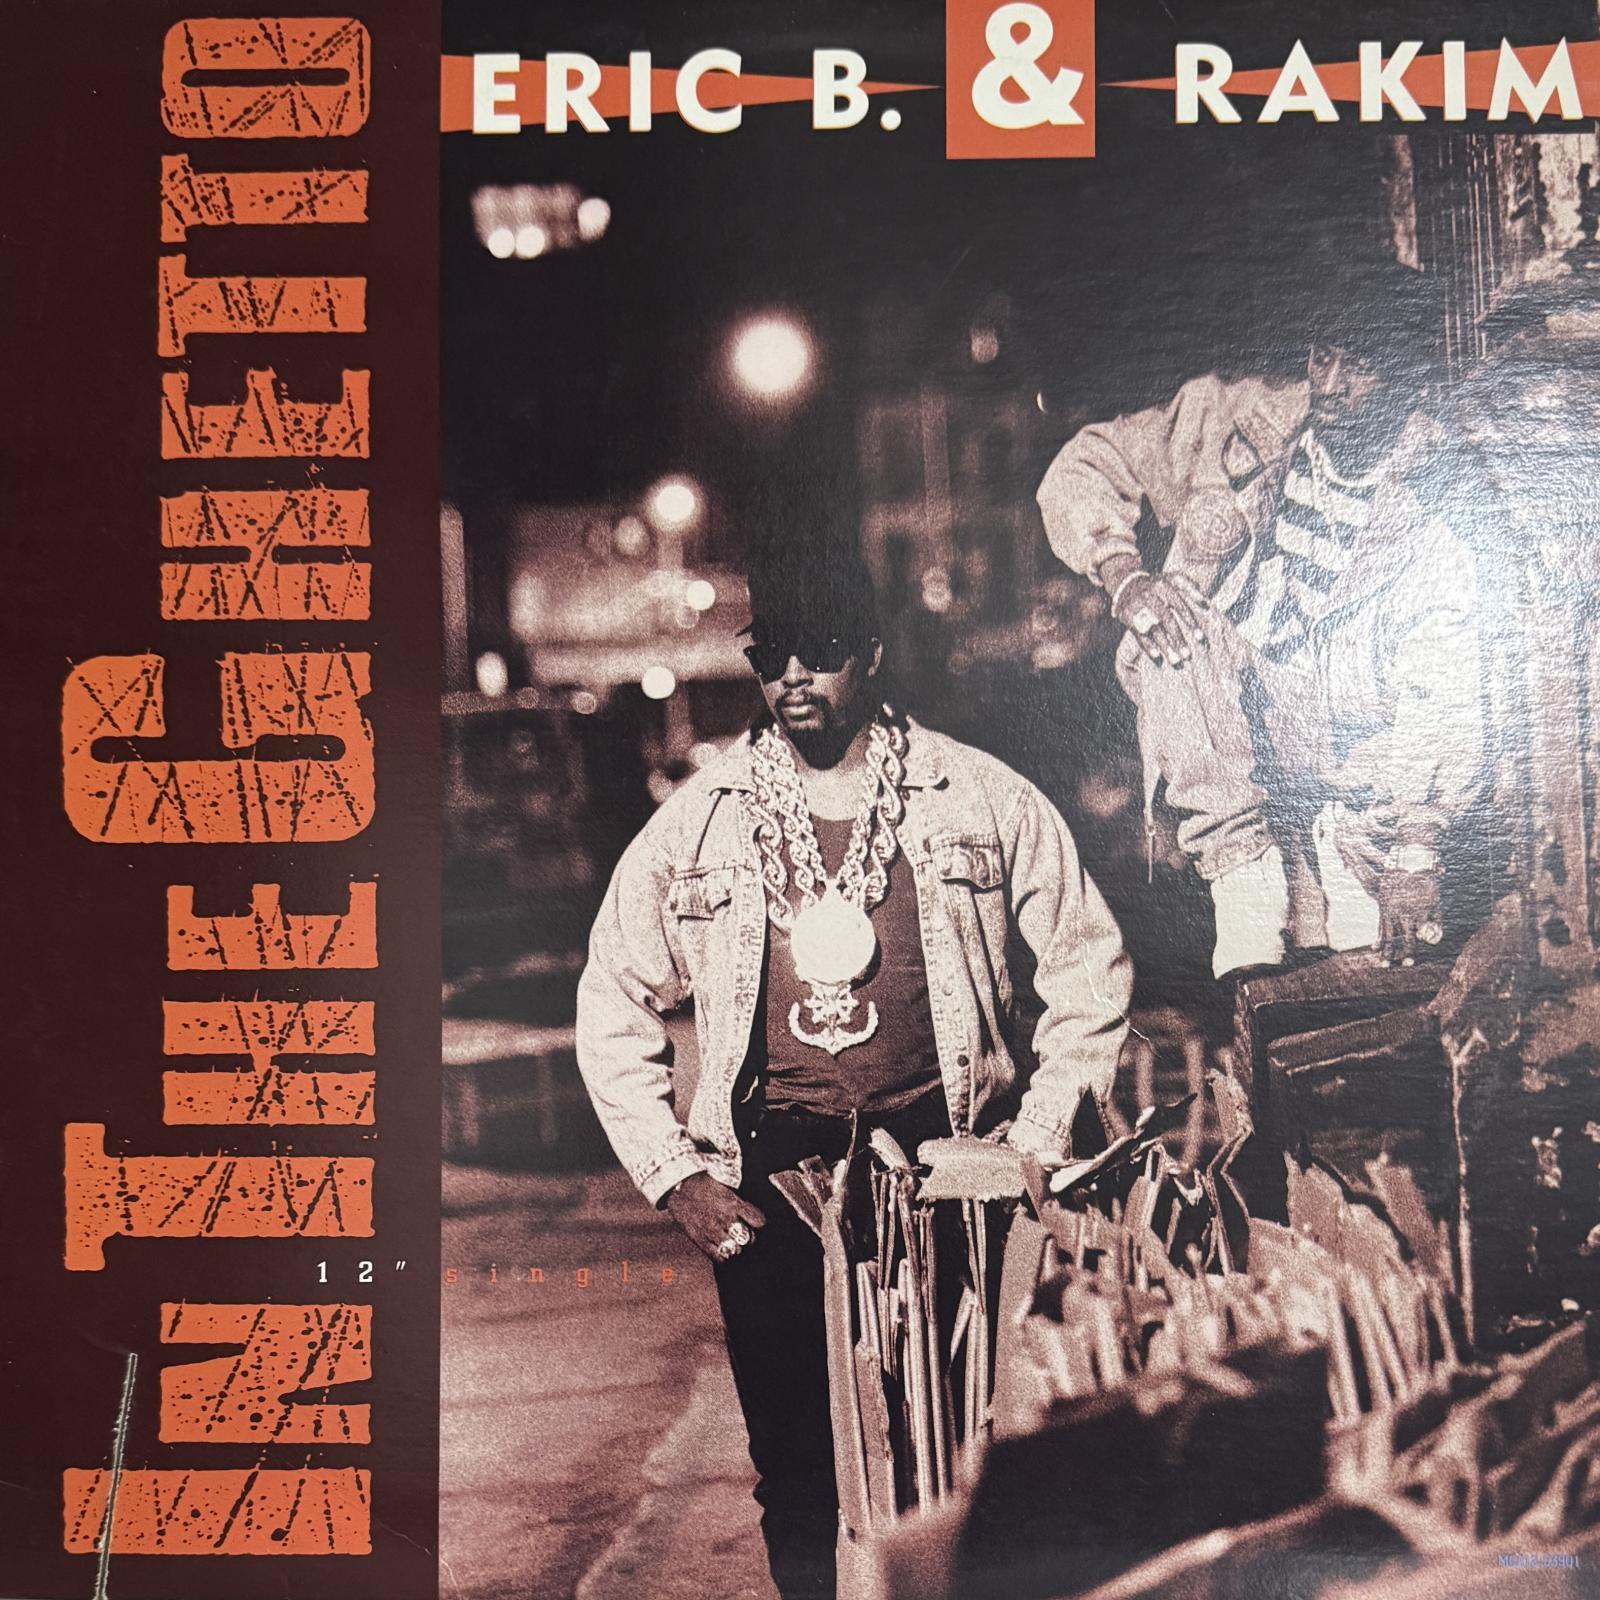 ERIC B. & RAKIM
IN THE GHETTO
12" single